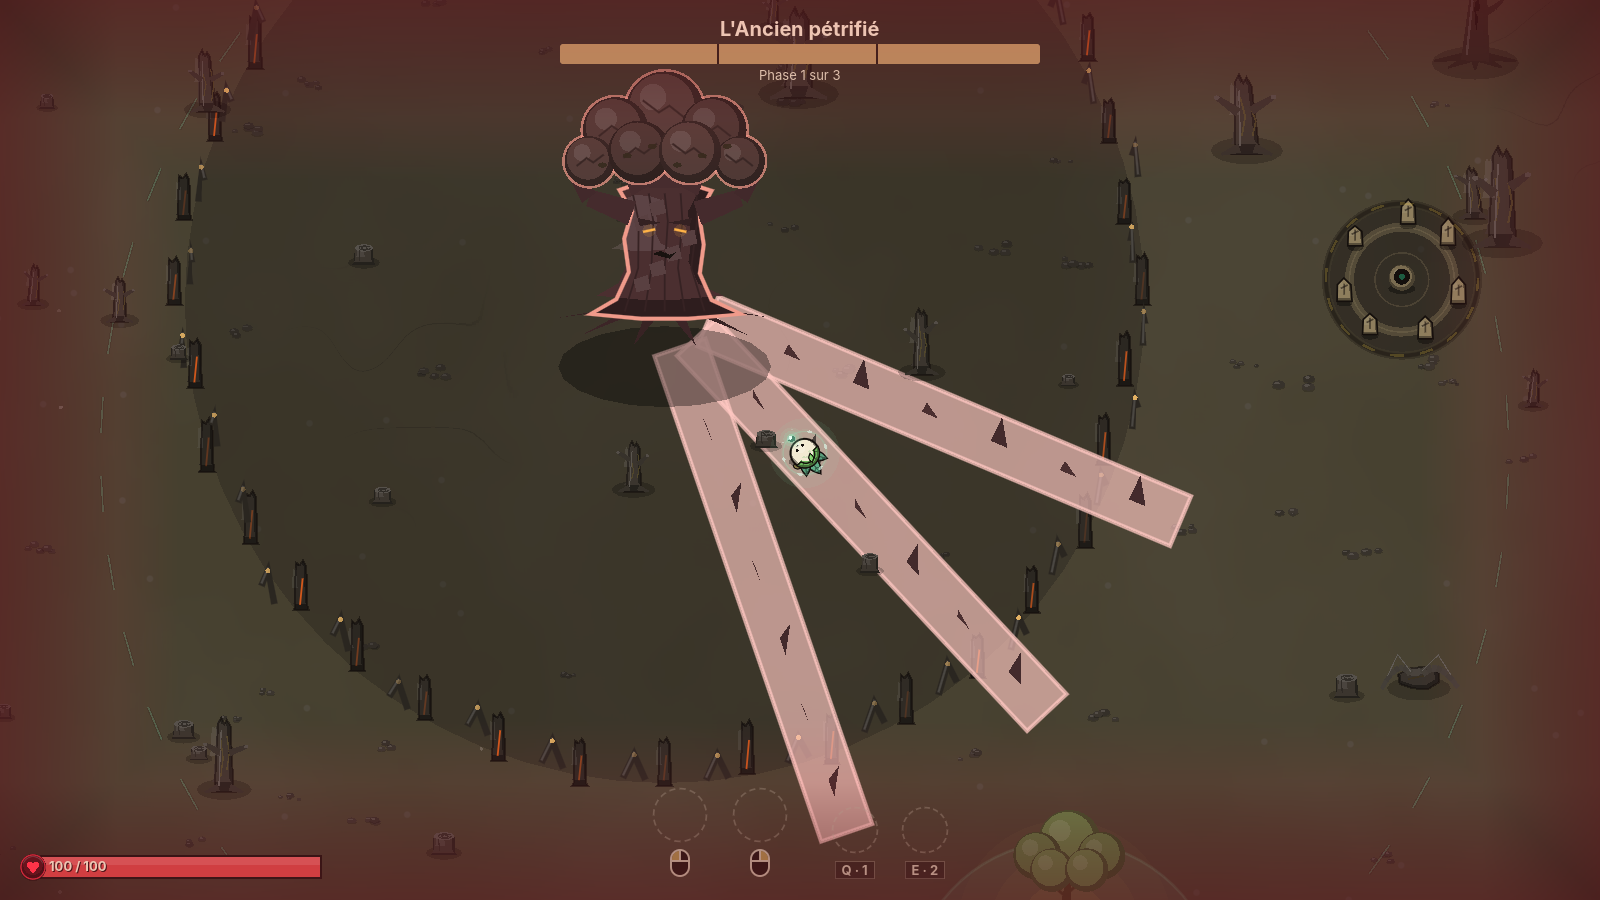 L'Ancien pétrifié
Phase 1 sur 3
100 / 100
Q · 1
E · 2